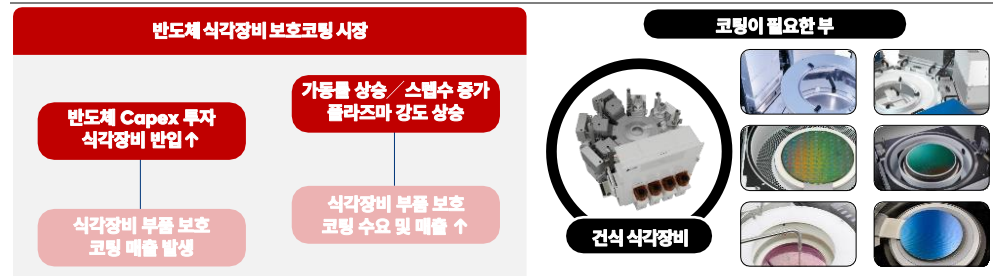 반도체 식각장비 보호코팅 시장
반도체 Capex 투자
식각장비 반입↑
식각장비 부품 보호
코팅 매출 발생
가동률 상승/스텝수 증가
플라즈마 강도 상승
식각장비 부품 보호
코팅 수요 및 매출 ↑
코팅이 필요한 부
건식 식각장비